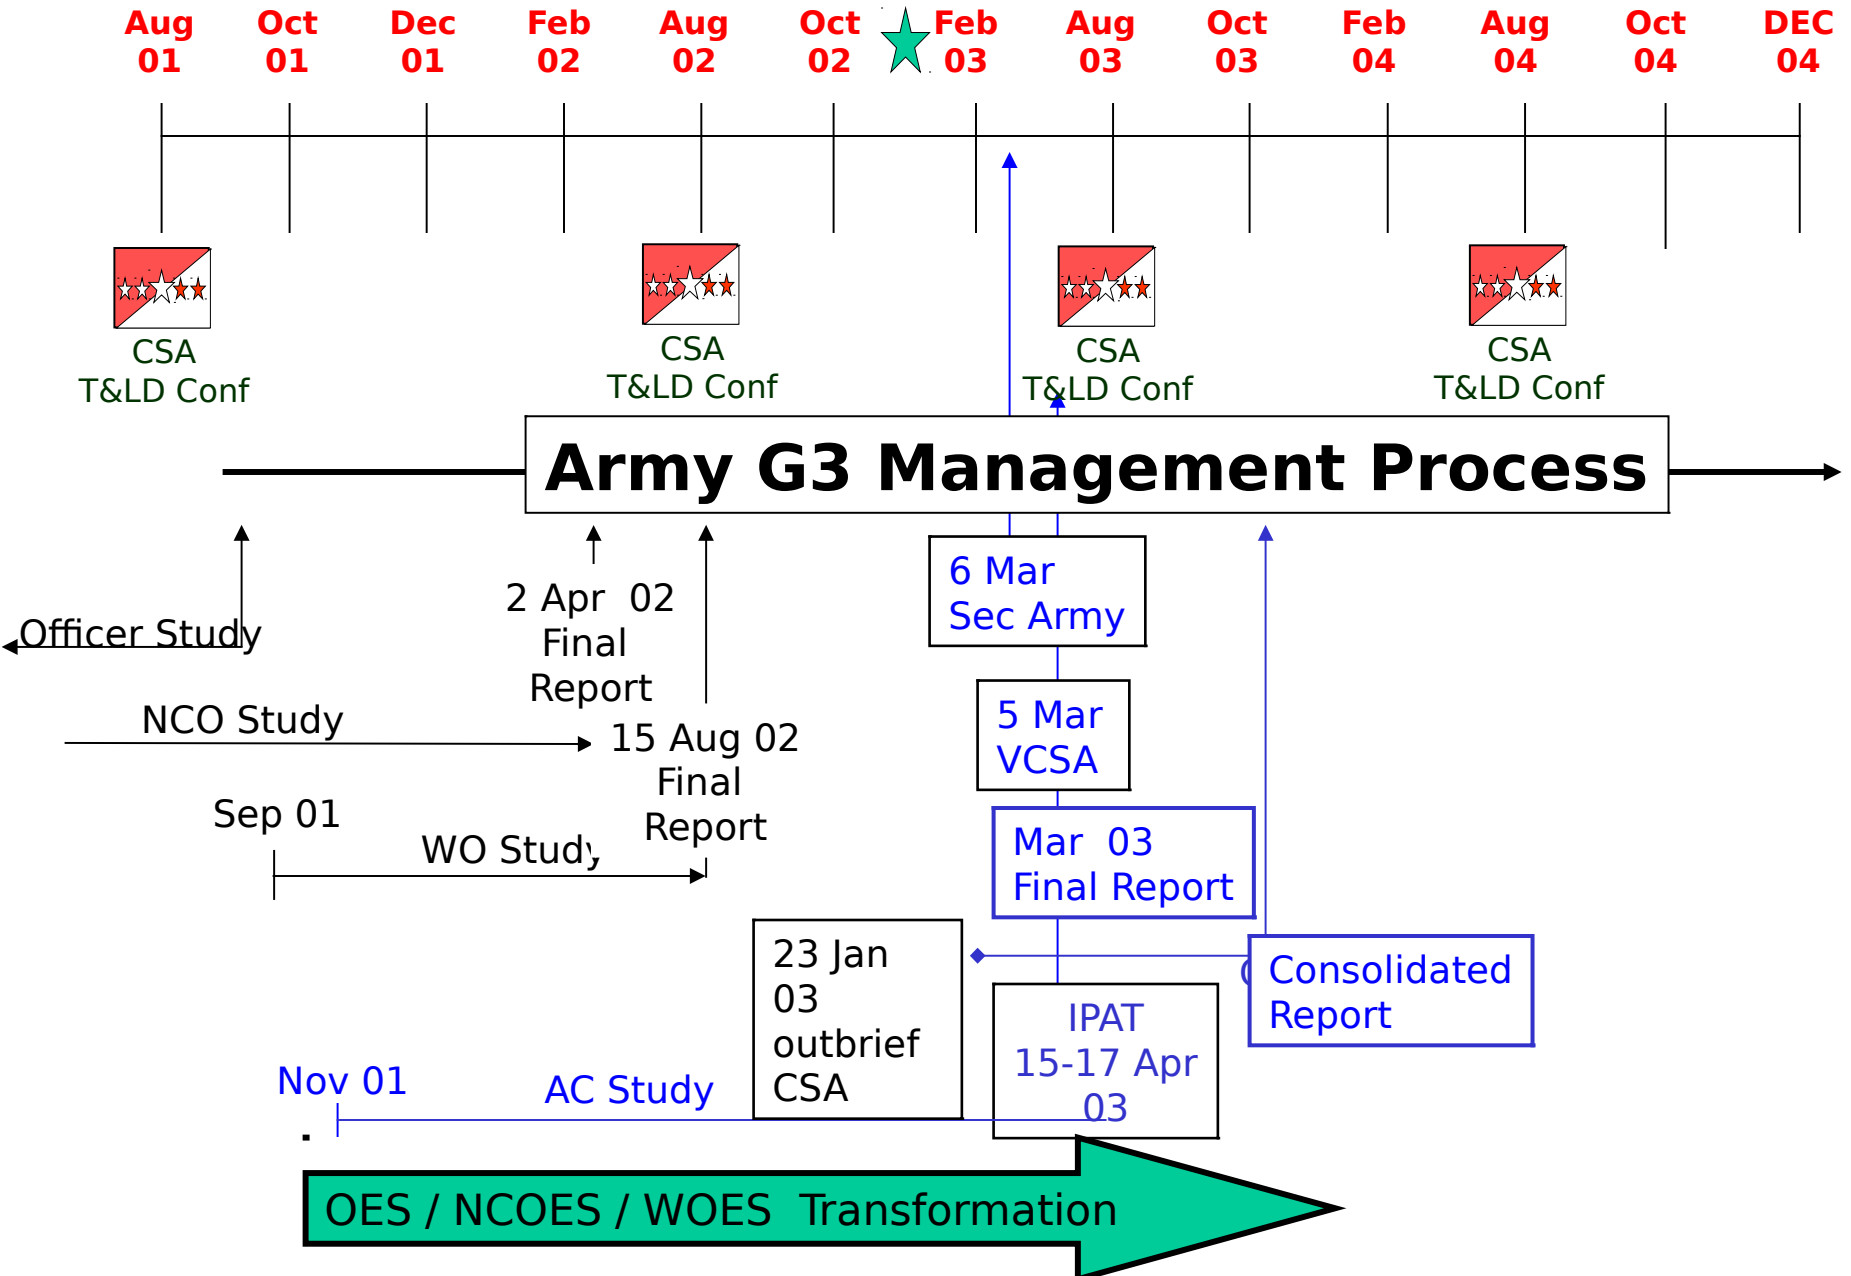 Aug
01
Oct
01
Dec
01
Feb
02
Aug
02
Oct
02
Feb
03
Aug
03
Oct
03
Feb
04
Aug
04
Oct
04
DEC
04
CSA
T&LD Conf
CSA
T&LD Conf
CSA
T&LD Conf
CSA
T&LD Conf
Army G3 Management Process
Officer Study
2 Apr 02
Final
Report
6 Mar
Sec Army
NCO Study
15 Aug 02
Final
Report
5 Mar
VCSA
Sep 01
WO Study
Mar 03
Final Report
23 Jan
03
outbrief
CSA
Consolidated
Report
IPAT
15-17 Apr
03
Nov 01
AC Study
OES / NCOES / WOES Transformation